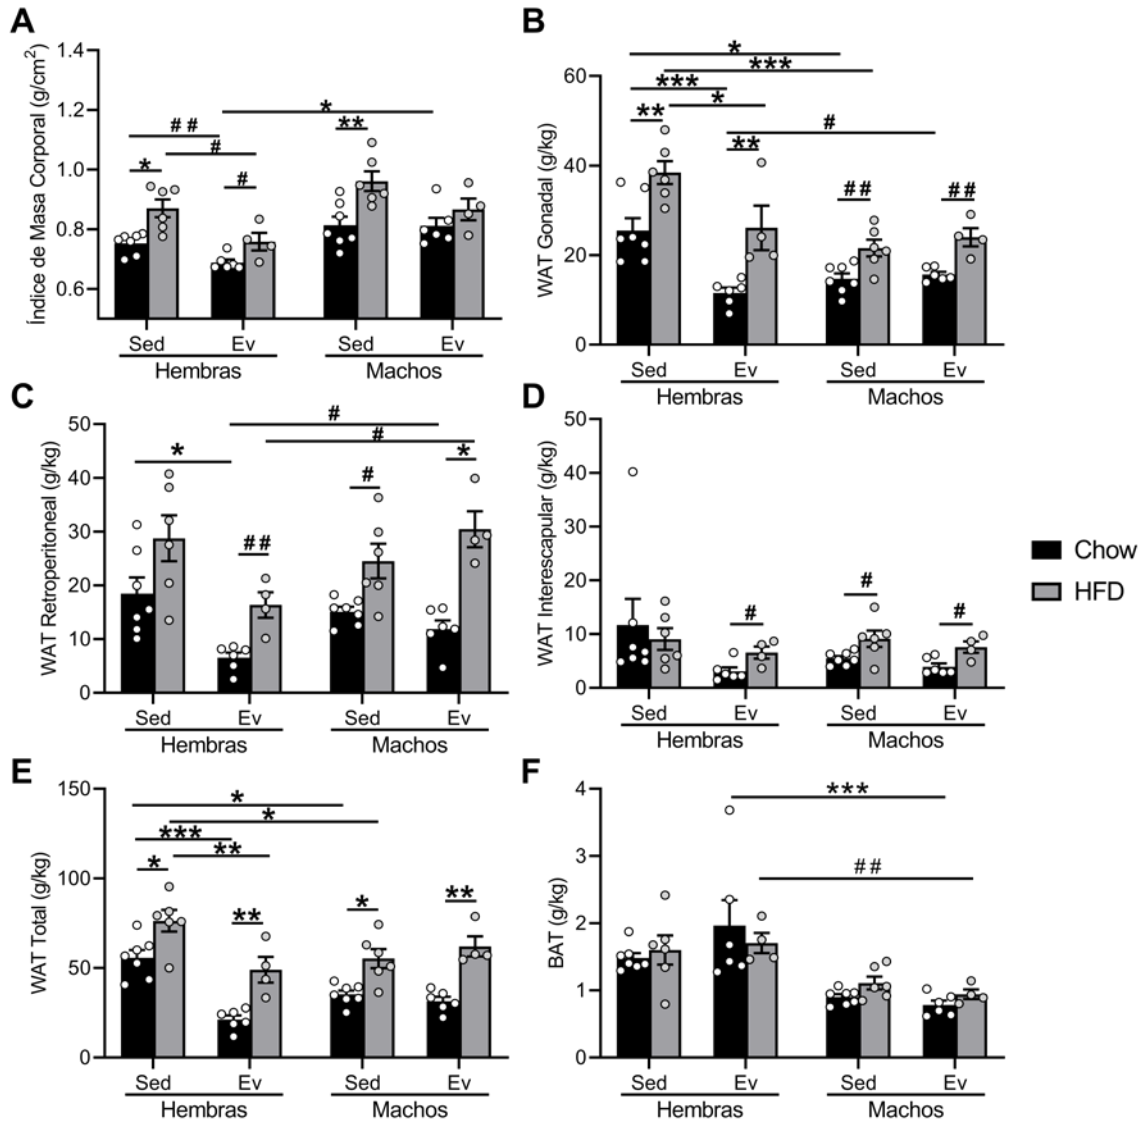 A
Índice de Masa Corporal (g/cm²)
1.4
1.2
1.0
0.8
0.6
##
#
*
*
#
**
Sed
Ev
Sed
Ev
Hembras
Machos
B
WAT Gonadal (g/kg)
60
40
20
0
*
***
***
*
**
**
#
##
##
Sed
Ev
Sed
Ev
Hembras
Machos
C
WAT Retroperitoneal (g/kg)
50
40
30
20
10
0
#
#
*
*
#
##
Sed
Ev
Sed
Ev
Hembras
Machos
D
WAT Interescapular (g/kg)
50
40
30
20
10
0
#
#
#
Sed
Ev
Sed
Ev
Hembras
Machos
Chow
HFD
E
WAT Total (g/kg)
150
100
50
0
*
*
***
**
*
**
*
**
Sed
Ev
Sed
Ev
Hembras
Machos
F
BAT (g/kg)
4
3
2
1
0
***
##
Sed
Ev
Sed
Ev
Hembras
Machos